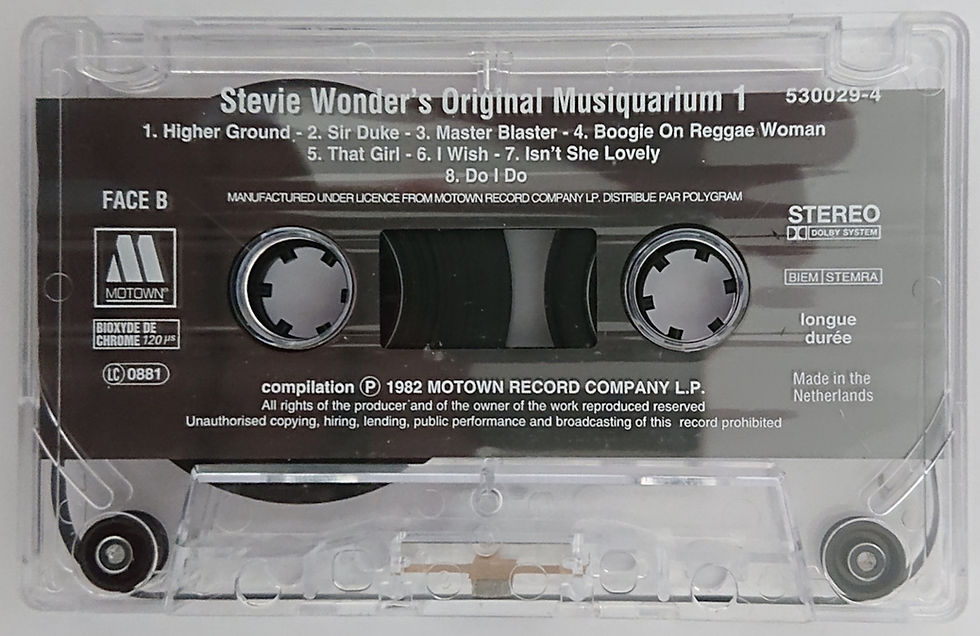 Stevie Wonder's Original Musiquarium 1 530029-4
1. Higher Ground - 2. Sir Duke - 3. Master Blaster - 4. Boogie On Reggae Woman
5. That Girl - 6. I Wish - 7. Isn't She Lovely
8. Do I Do
MANUFACTURED UNDER LICENCE FROM MOTOWN RECORD COMPANY LP. DISTRIBUE PAR POLYGRAM
FACE B
MOTOWN®
BIOXYDE DE
CHROME 120 µs
LC 0881
STEREO
DOLBY SYSTEM
BIEM STEMRA
longue
durée
Made in the
Netherlands
compilation Ⓟ 1982 MOTOWN RECORD COMPANY L.P.
All rights of the producer and of the owner of the work reproduced reserved
Unauthorised copying, hiring, lending, public performance and broadcasting of this record prohibited